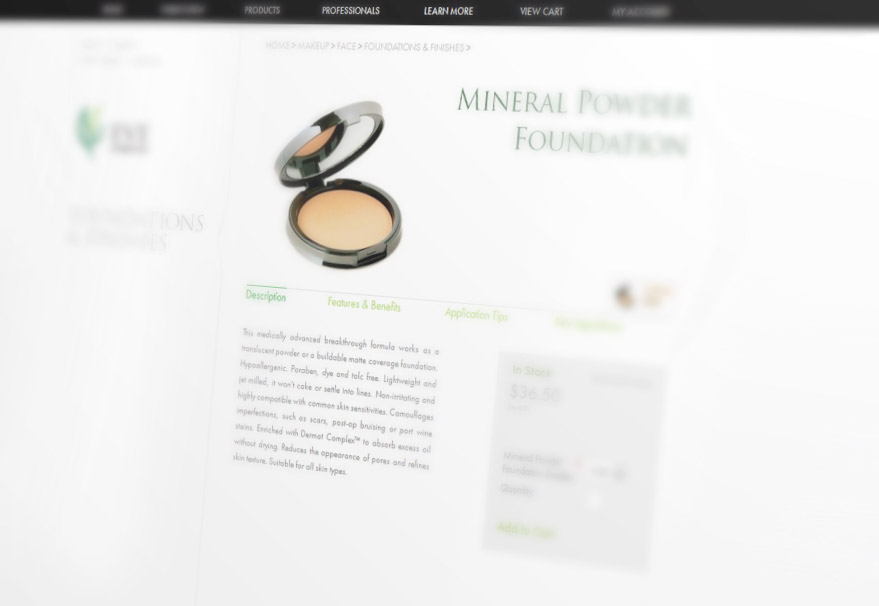 PRODUCTS PROFESSIONALS LEARN MORE VIEW CART MY ACCOUNT
HOME > MAKEUP > FACE > FOUNDATIONS & FINISHES >
MINERAL POWDER
FOUNDATION
FOUNDATIONS
& FINISHES
Description Features & Benefits Application Tips
This medically advanced breakthrough formula works as a
translucent powder or a buildable matte coverage foundation.
Hypoallergenic. Paraben, dye and talc free. Lightweight and
jet milled, it won't cake or settle into lines. Non-irritating and
highly compatible with common skin sensitivities. Camouflages
imperfections, such as scars, post-op bruising or port wine
stains. Enriched with Dermat Complex™ to absorb excess oil
without drying. Reduces the appearance of pores and refines
skin texture. Suitable for all skin types.
In Stock
$36.50
Mineral Powder
Foundation
Quantity
Add to Cart